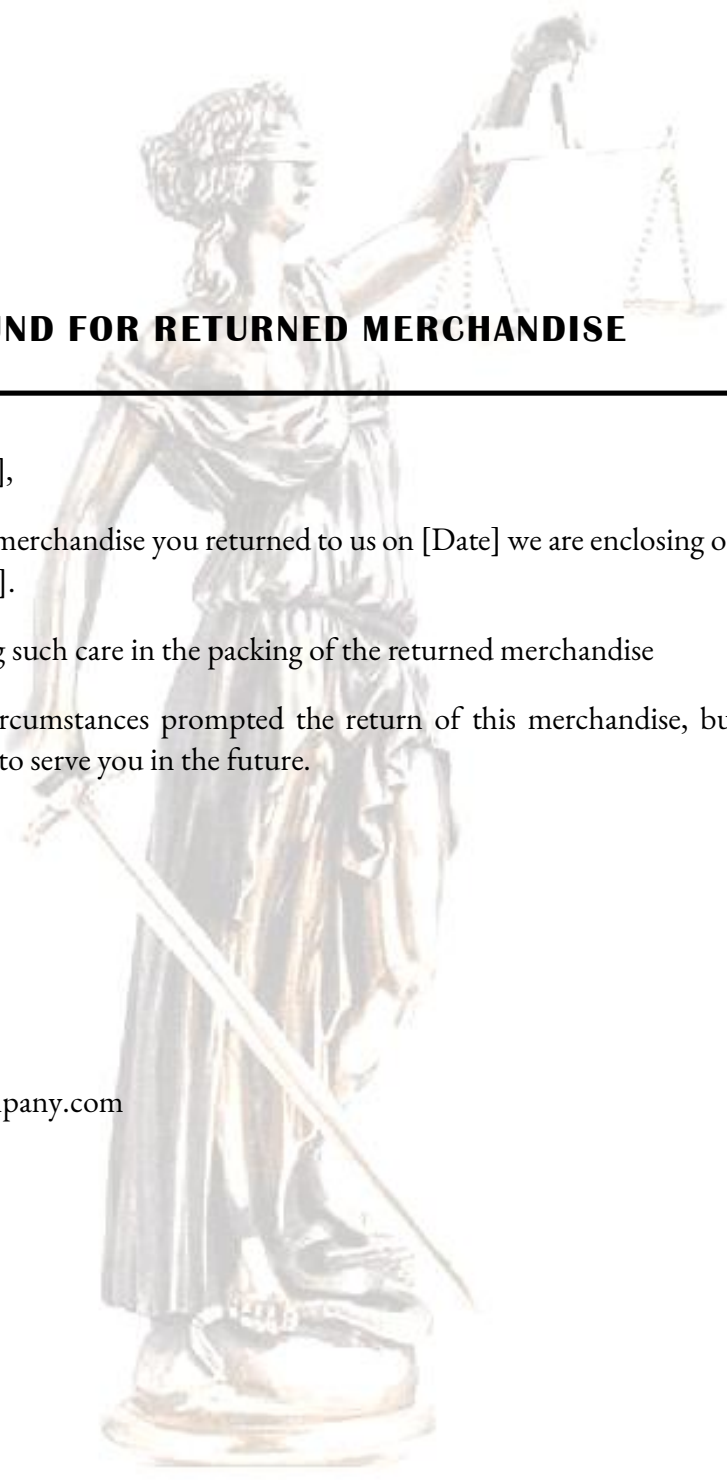 UND FOR RETURNED MERCHANDISE
],
merchandise you returned to us on [Date] we are enclosing o
].
g such care in the packing of the returned merchandise
rcumstances prompted the return of this merchandise, bu
to serve you in the future.
pany.com